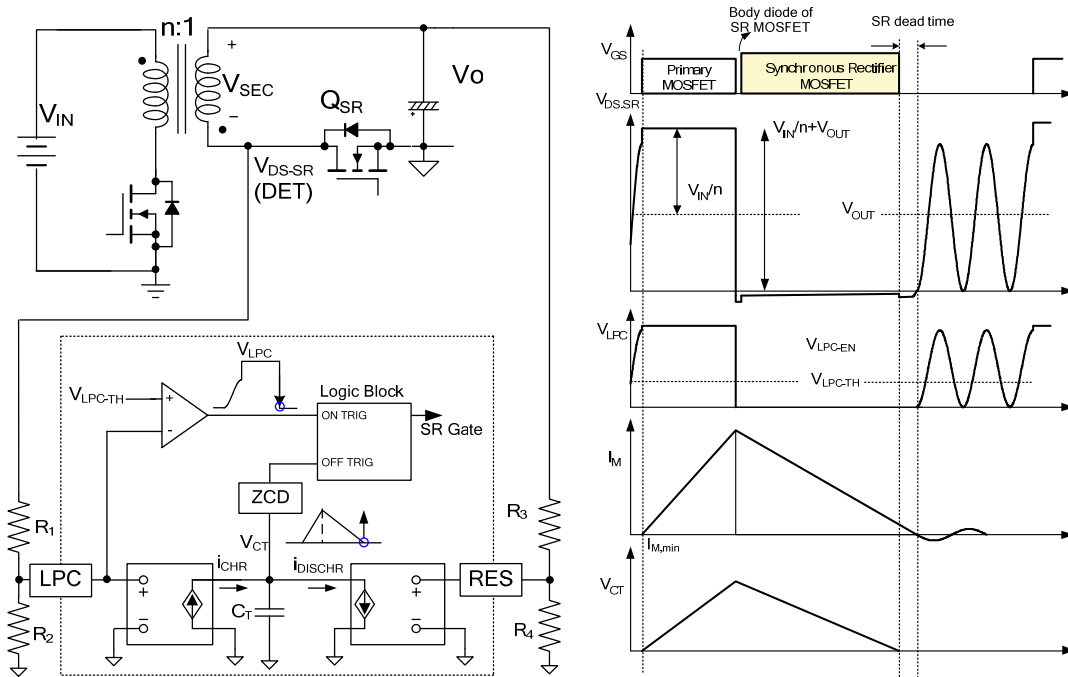 n:1
+
V_SEC
−
V_IN
Q_SR
Vo
+
V_DS-SR
(DET)
V_LPC
V_LPC-TH
+
-
Logic Block
ON TRIG
OFF TRIG
SR Gate
ZCD
R_1
R_2
R_3
R_4
V_CT
LPC
i_CHR
i_DISCHR
RES
+
−
C_T
+
−
Body diode of
SR MOSFET
SR dead time
V_GS
Primary
MOSFET
Synchronous Rectifier
MOSFET
V_DS.SR
V_IN/n+V_OUT
V_IN/n
V_OUT
V_LPC
V_LPC-EN
V_LPC-TH
I_M
I_M,min
V_CT